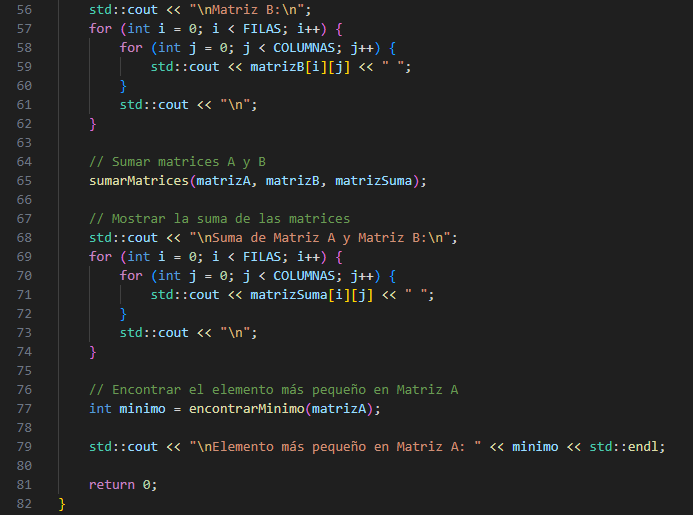 56 std::cout << "\nMatriz B:\n";
57 for (int i = 0; i < FILAS; i++) {
58 for (int j = 0; j < COLUMNAS; j++) {
59 std::cout << matrizB[i][j] << " ";
60 }
61 std::cout << "\n";
62 }
63
64 // Sumar matrices A y B
65 sumarMatrices(matrizA, matrizB, matrizSuma);
66
67 // Mostrar la suma de las matrices
68 std::cout << "\nSuma de Matriz A y Matriz B:\n";
69 for (int i = 0; i < FILAS; i++) {
70 for (int j = 0; j < COLUMNAS; j++) {
71 std::cout << matrizSuma[i][j] << " ";
72 }
73 std::cout << "\n";
74 }
75
76 // Encontrar el elemento más pequeño en Matriz A
77 int minimo = encontrarMinimo(matrizA);
78
79 std::cout << "\nElemento más pequeño en Matriz A: " << minimo << std::endl;
80
81 return 0;
82 }